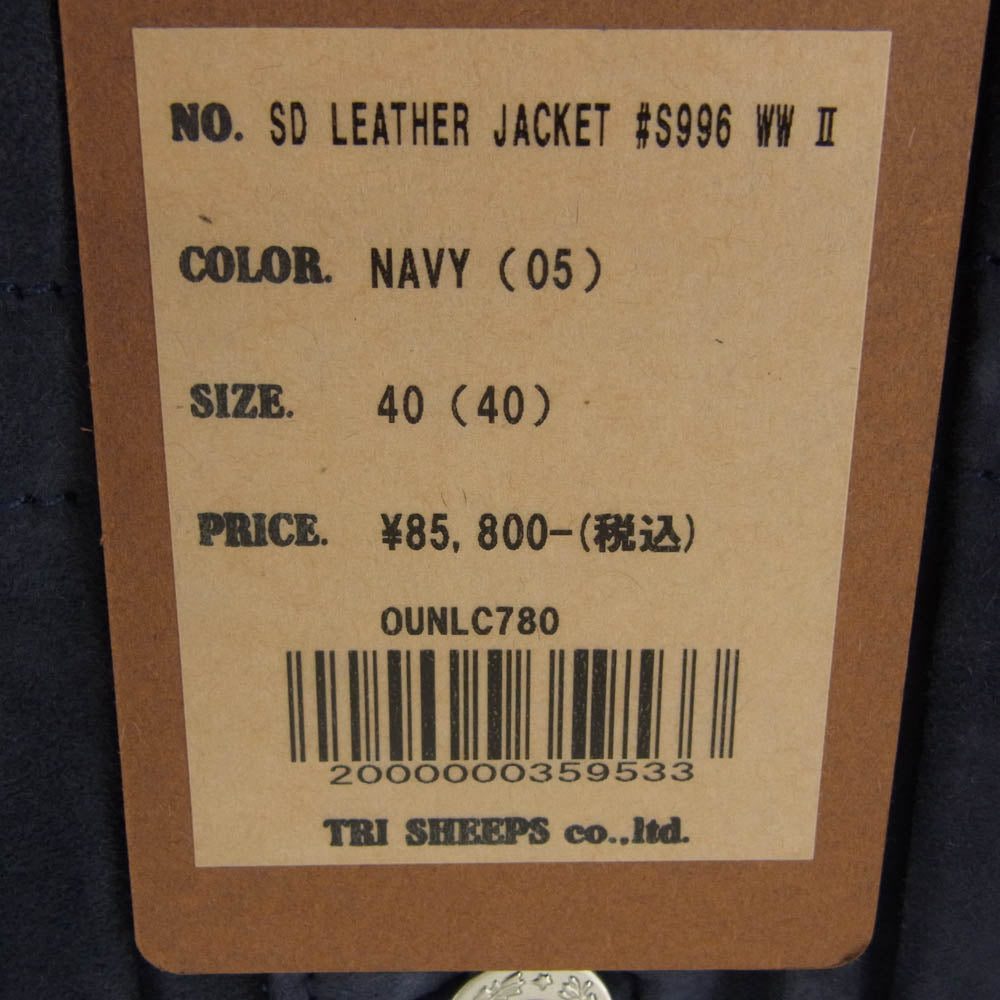 NO. SD LEATHER JACKET #S996 WW Ⅱ
COLOR. NAVY (05)
SIZE. 40 (40)
PRICE. ¥85,800-(税込)
OUNLC780
2000000359533
TRI SHEEPS co.,ltd.